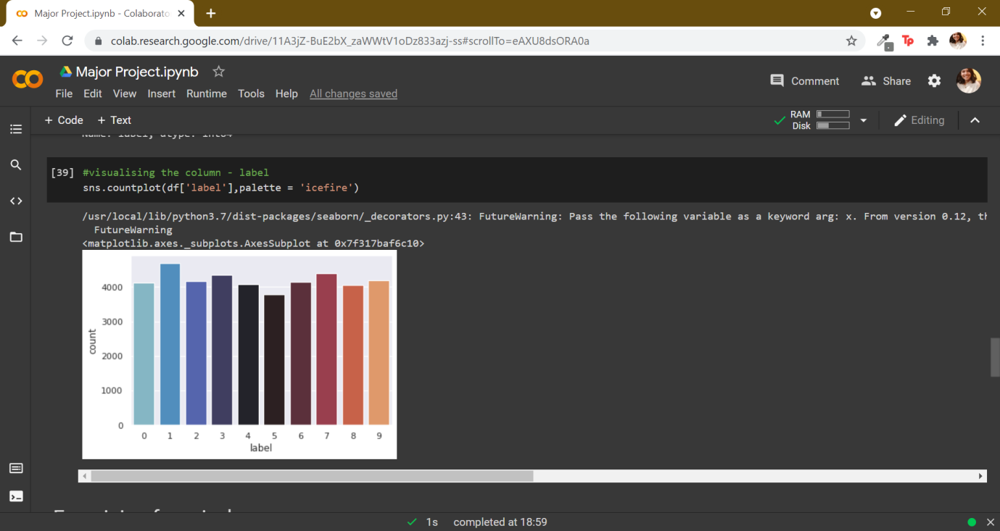 Major Project.ipynb - Colaborato
colab.research.google.com/drive/11A3jZ-BuE2bX_zaWWtV1oDz833azj-ss#scrollTo=eAXU8dsORA0a
Tp
Major Project.ipynb
Comment
Share
File Edit View Insert Runtime Tools Help All changes saved
+ Code + Text
RAM
Disk
Editing
[39] #visualising the column - label
sns.countplot(df['label'],palette = 'icefire')
/usr/local/lib/python3.7/dist-packages/seaborn/_decorators.py:43: FutureWarning: Pass the following variable as a keyword arg: x. From version 0.12, th
FutureWarning
<matplotlib.axes._subplots.AxesSubplot at 0x7f317baf6c10>
4000
3000
2000
1000
0
count
0 1 2 3 4 5 6 7 8 9
label
1s completed at 18:59